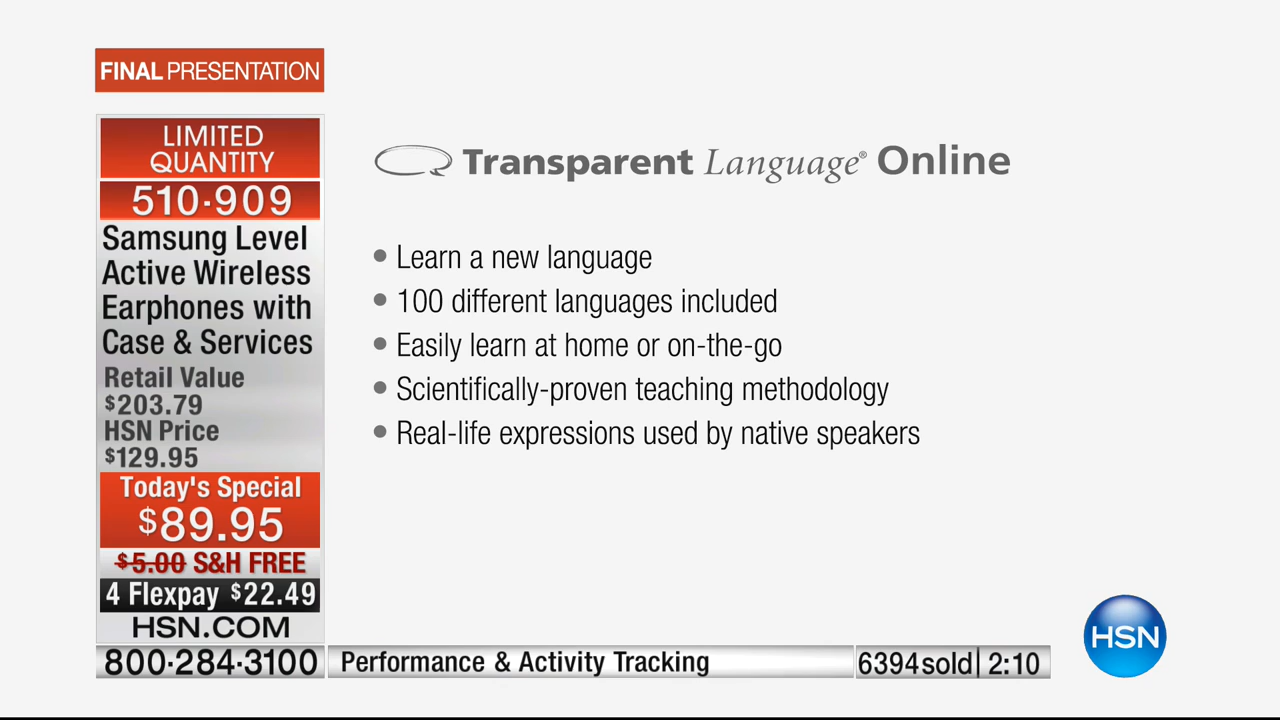 FINAL PRESENTATION
LIMITED
QUANTITY
510·909
Samsung Level
Active Wireless
Earphones with
Case & Services
Retail Value
$203.79
HSN Price
$129.95
Today's Special
$89.95
$5.00 S&H FREE
4 Flexpay $22.49
HSN.COM
800·284·3100
Transparent Language® Online
• Learn a new language
• 100 different languages included
• Easily learn at home or on-the-go
• Scientifically-proven teaching methodology
• Real-life expressions used by native speakers
HSN
Performance & Activity Tracking
6394 sold | 2:10